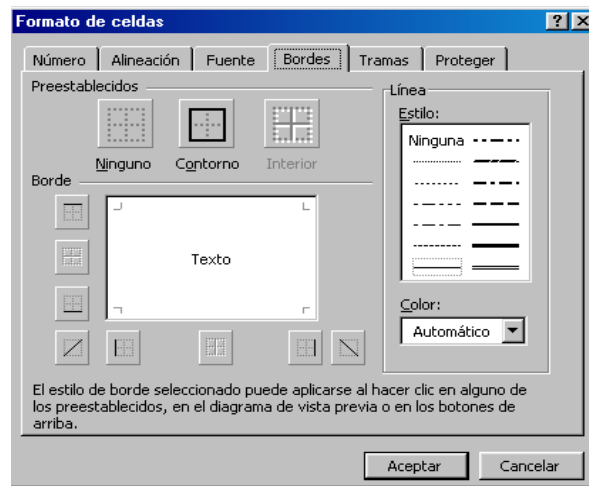 Formato de celdas
Número Alineación Fuente Bordes Tramas Proteger
Preestablecidos
Ninguno Contorno Interior
Borde
Texto
Línea
Estilo:
Ninguna
Color:
Automático
El estilo de borde seleccionado puede aplicarse al hacer clic en alguno de
los preestablecidos, en el diagrama de vista previa o en los botones de
arriba.
Aceptar Cancelar